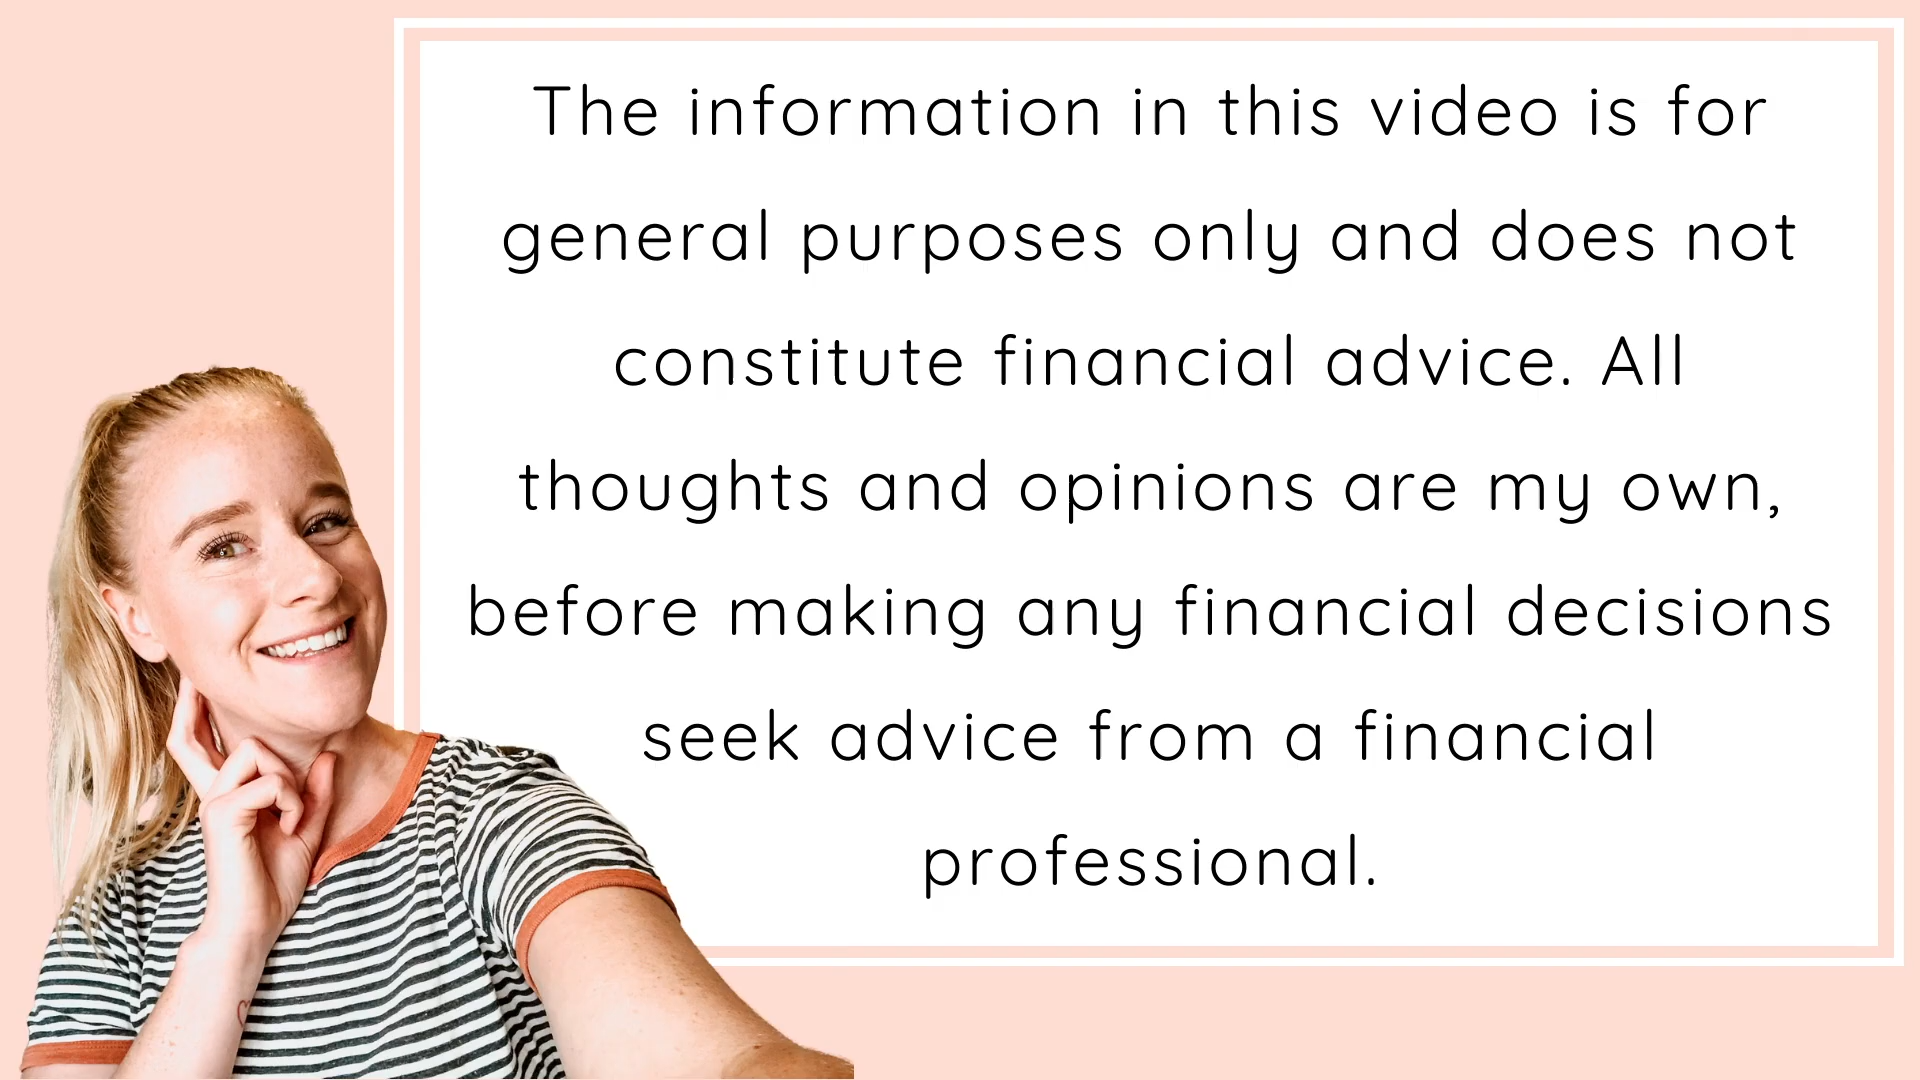 The information in this video is for
general purposes only and does not
constitute financial advice. All
thoughts and opinions are my own,
before making any financial decisions
seek advice from a financial
professional.